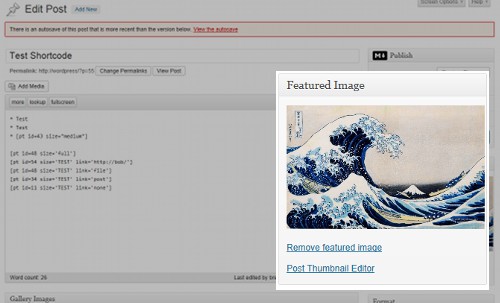 Screen Options
Help
Edit Post
Add New
There is an autosave of this post that is more recent than the version below. View the autosave
Test Shortcode
Publish
Permalink: http://wordpress/?p=55
Change Permalinks
View Post
Add Media
Featured Image
more
lookup
fullscreen
* Test
* Text
* [pt id=43 size="medium"]
[pt id=48 size='full']
[pt id=54 size='TEST' link='http://bob/']
[pt id=48 size='TEST' link='file']
[pt id=34 size='TEST' link='post']
[pt id=12 size='TEST' link='none']
Remove featured image
Post Thumbnail Editor
Word count: 26
Last edited by
Gallery Images
Format